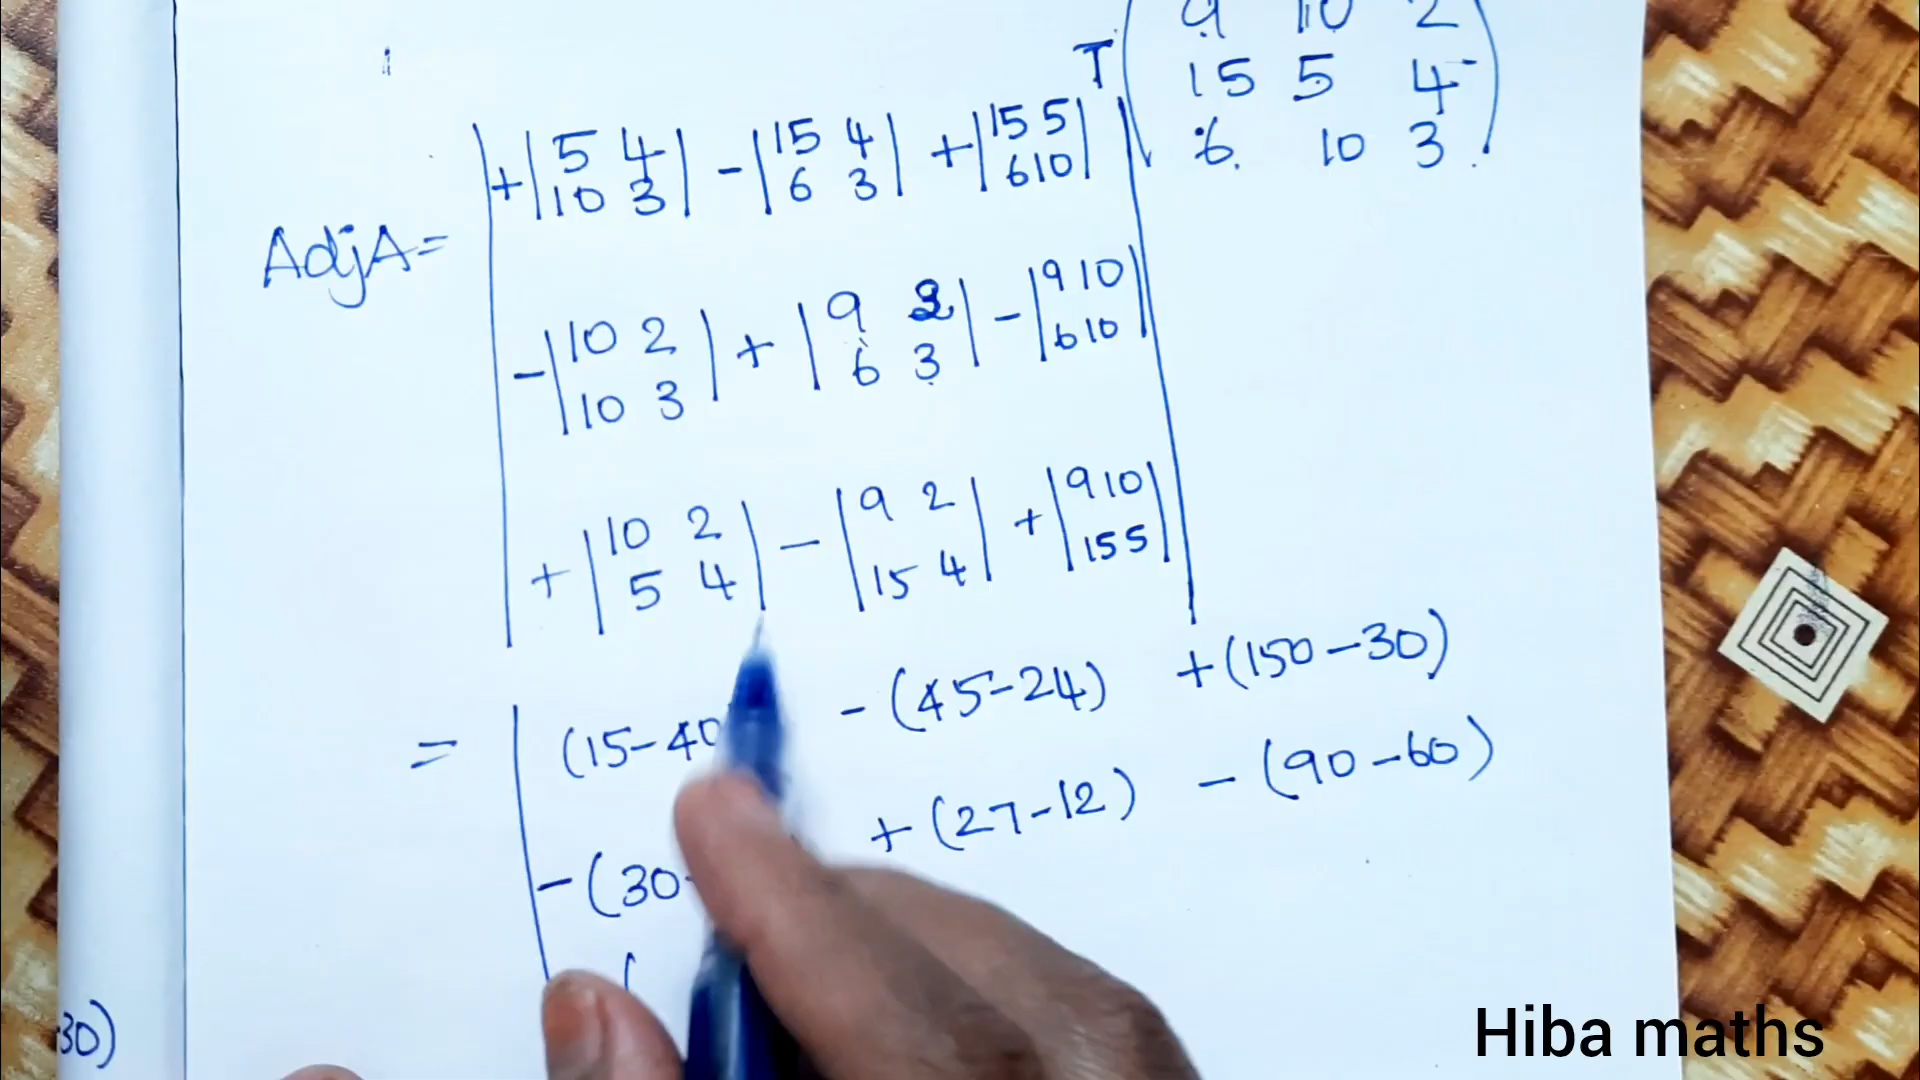 9 10 2
T 15 5 4
6 10 3
+|5 4| -|15 4| +|15 5|
|10 3| |6 3| |6 10|
AdjA=
-|10 2| +|9 2| -|9 10|
|10 3| |6 3| |6 10|
+|10 2| -|9 2| +|9 10|
|5 4| |15 4| |15 5|
= (15-40 -(45-24) +(150-30)
-(30- +(27-12) -(90-60)
(
30)
Hiba maths